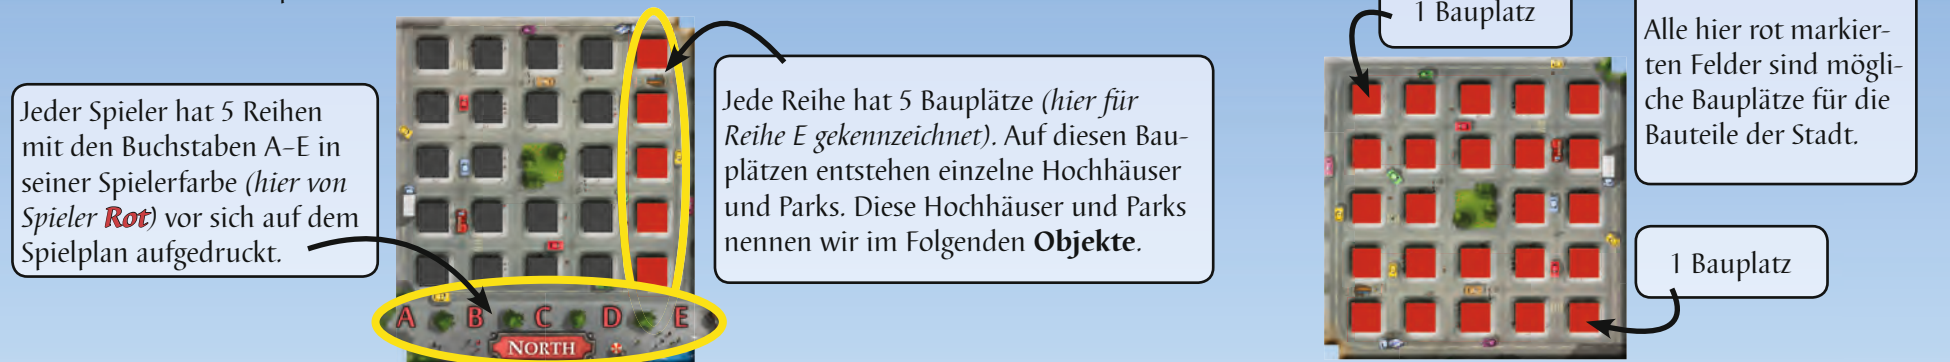 Jeder Spieler hat 5 Reihen
mit den Buchstaben A–E in
seiner Spielerfarbe (hier von
Spieler Rot) vor sich auf dem
Spielplan aufgedruckt.
A B C D E
NORTH
Jede Reihe hat 5 Bauplätze (hier für
Reihe E gekennzeichnet). Auf diesen Bau-
plätzen entstehen einzelne Hochhäuser
und Parks. Diese Hochhäuser und Parks
nennen wir im Folgenden Objekte.
1 Bauplatz
Alle hier rot markier-
ten Felder sind mögli-
che Bauplätze für die
Bauteile der Stadt.
1 Bauplatz